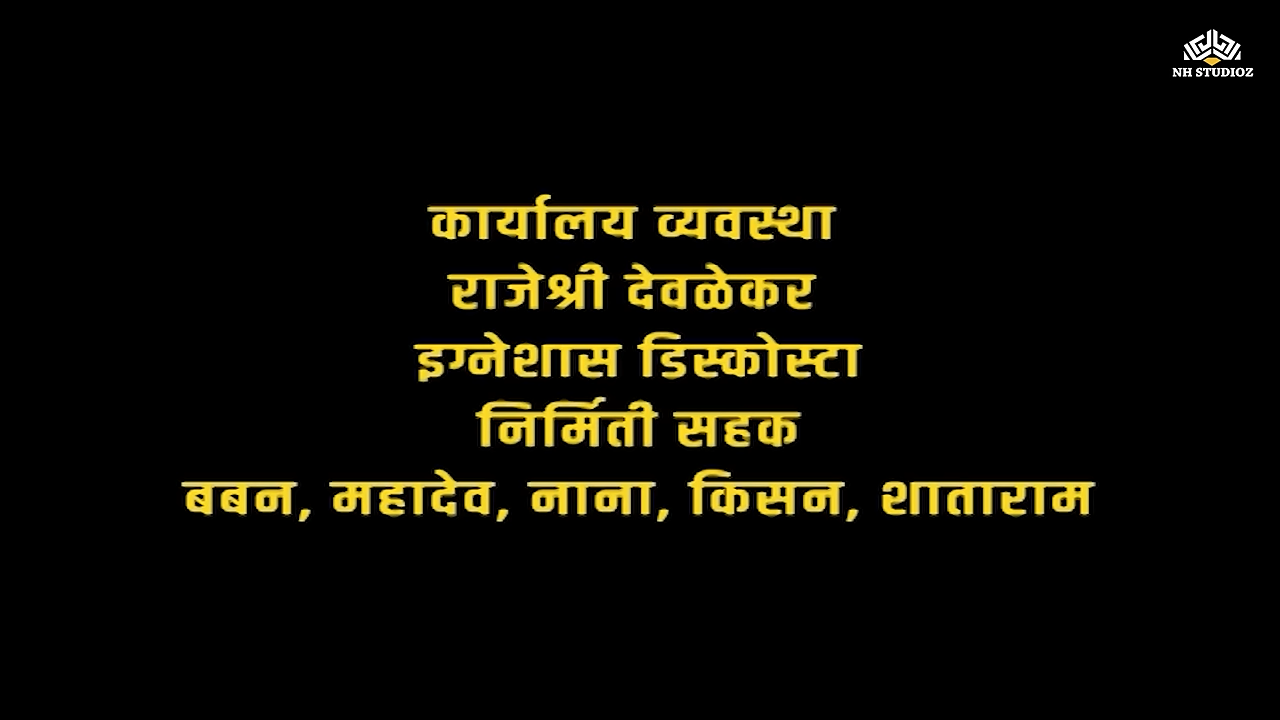 NH STUDIOZ
कार्यालय व्यवस्था
राजेश्री देवळेकर
इग्नेशास डिस्कोस्टा
निर्मिती सहक
बबन, महादेव, नाना, किसन, शाताराम